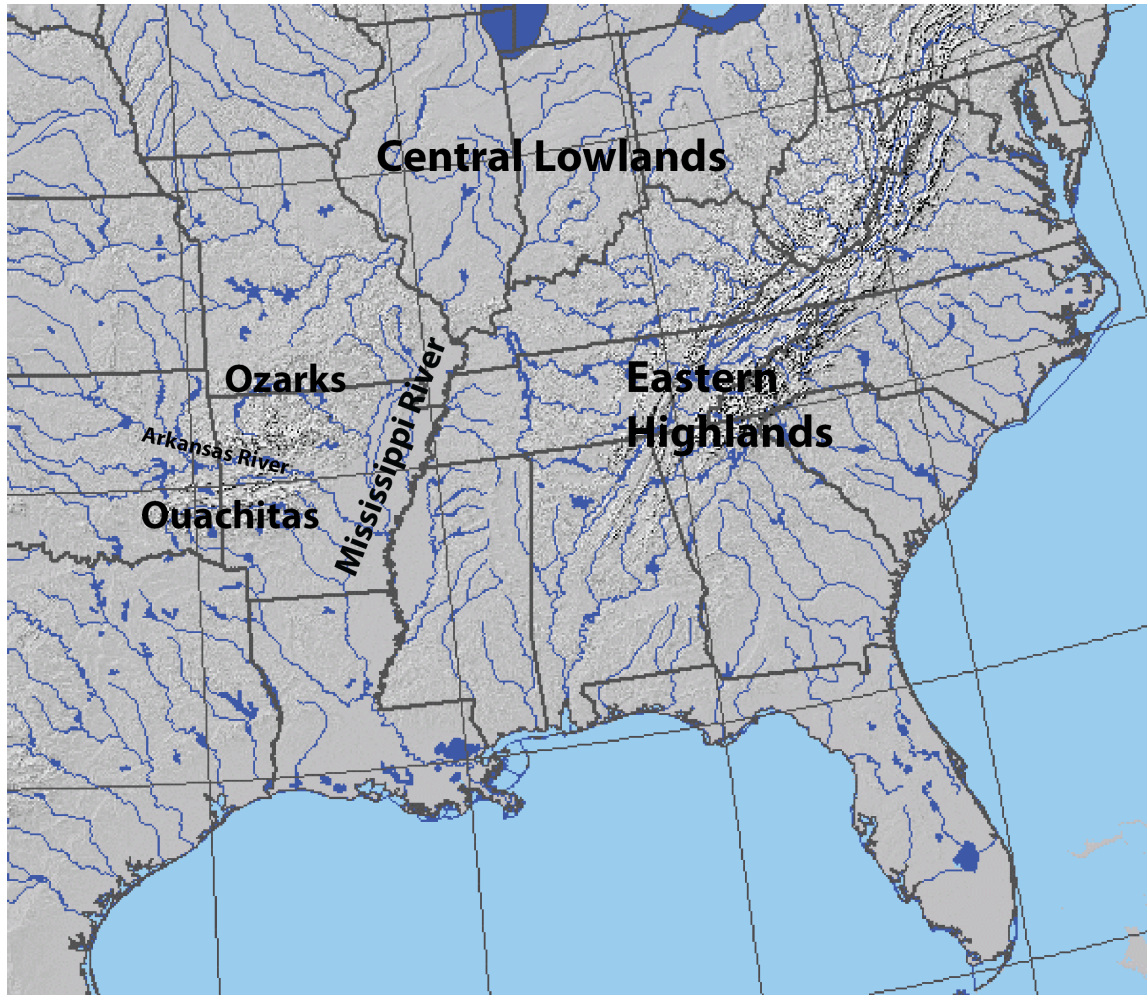 Central Lowlands
Ozarks
Eastern
Highlands
Mississippi River
Arkansas River
Ouachitas